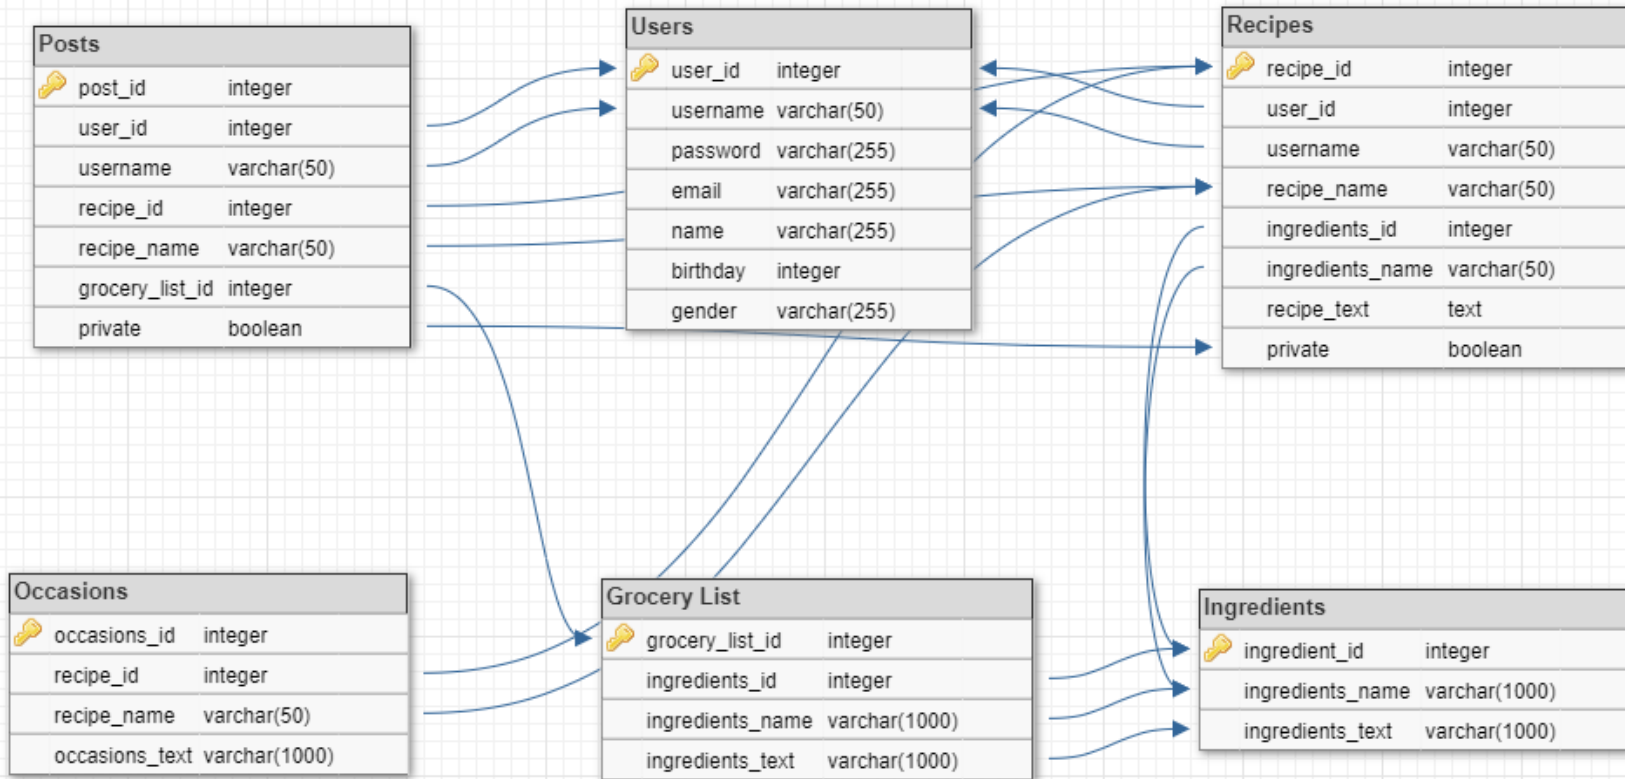 Posts
post_id integer
user_id integer
username varchar(50)
recipe_id integer
recipe_name varchar(50)
grocery_list_id integer
private boolean
Users
user_id integer
username varchar(50)
password varchar(255)
email varchar(255)
name varchar(255)
birthday integer
gender varchar(255)
Recipes
recipe_id integer
user_id integer
username varchar(50)
recipe_name varchar(50)
ingredients_id integer
ingredients_name varchar(50)
recipe_text text
private boolean
Occasions
occasions_id integer
recipe_id integer
recipe_name varchar(50)
occasions_text varchar(1000)
Grocery List
grocery_list_id integer
ingredients_id integer
ingredients_name varchar(1000)
ingredients_text varchar(1000)
Ingredients
ingredient_id integer
ingredients_name varchar(1000)
ingredients_text varchar(1000)